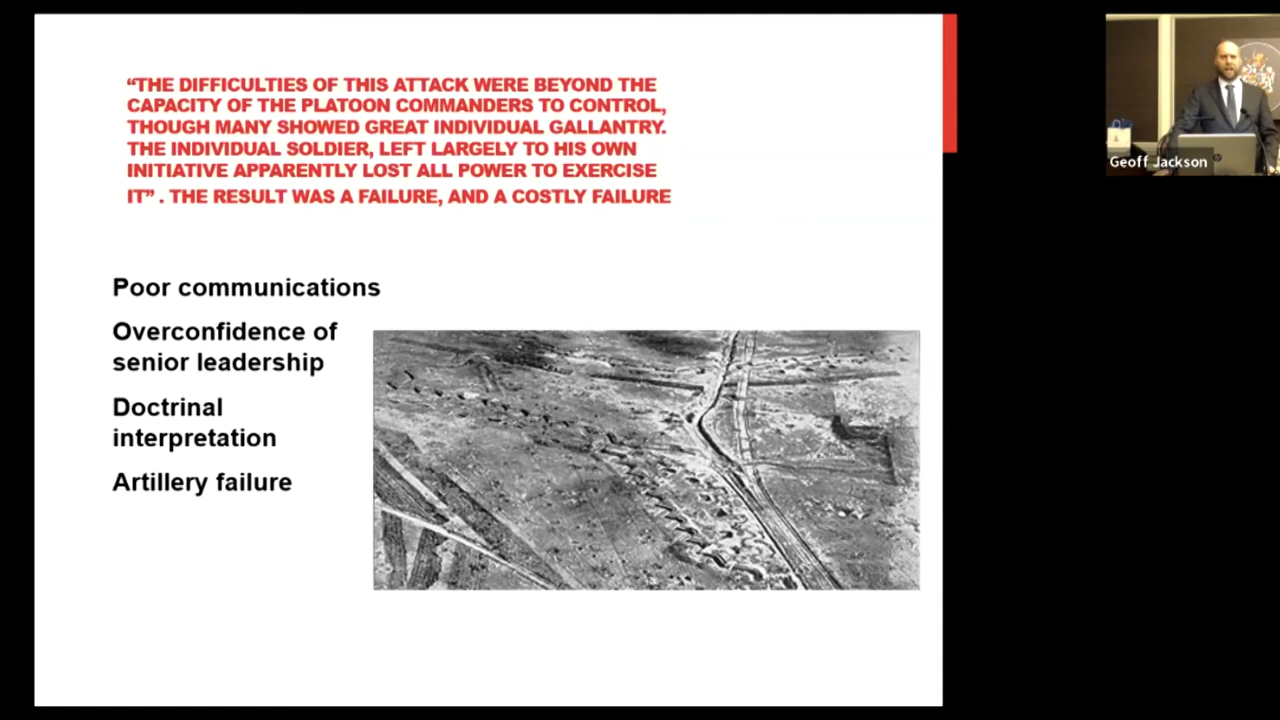 “THE DIFFICULTIES OF THIS ATTACK WERE BEYOND THE
CAPACITY OF THE PLATOON COMMANDERS TO CONTROL,
THOUGH MANY SHOWED GREAT INDIVIDUAL GALLANTRY.
THE INDIVIDUAL SOLDIER, LEFT LARGELY TO HIS OWN
INITIATIVE APPARENTLY LOST ALL POWER TO EXERCISE
IT” . THE RESULT WAS A FAILURE, AND A COSTLY FAILURE
Poor communications
Overconfidence of
senior leadership
Doctrinal
interpretation
Artillery failure
Geoff Jackson